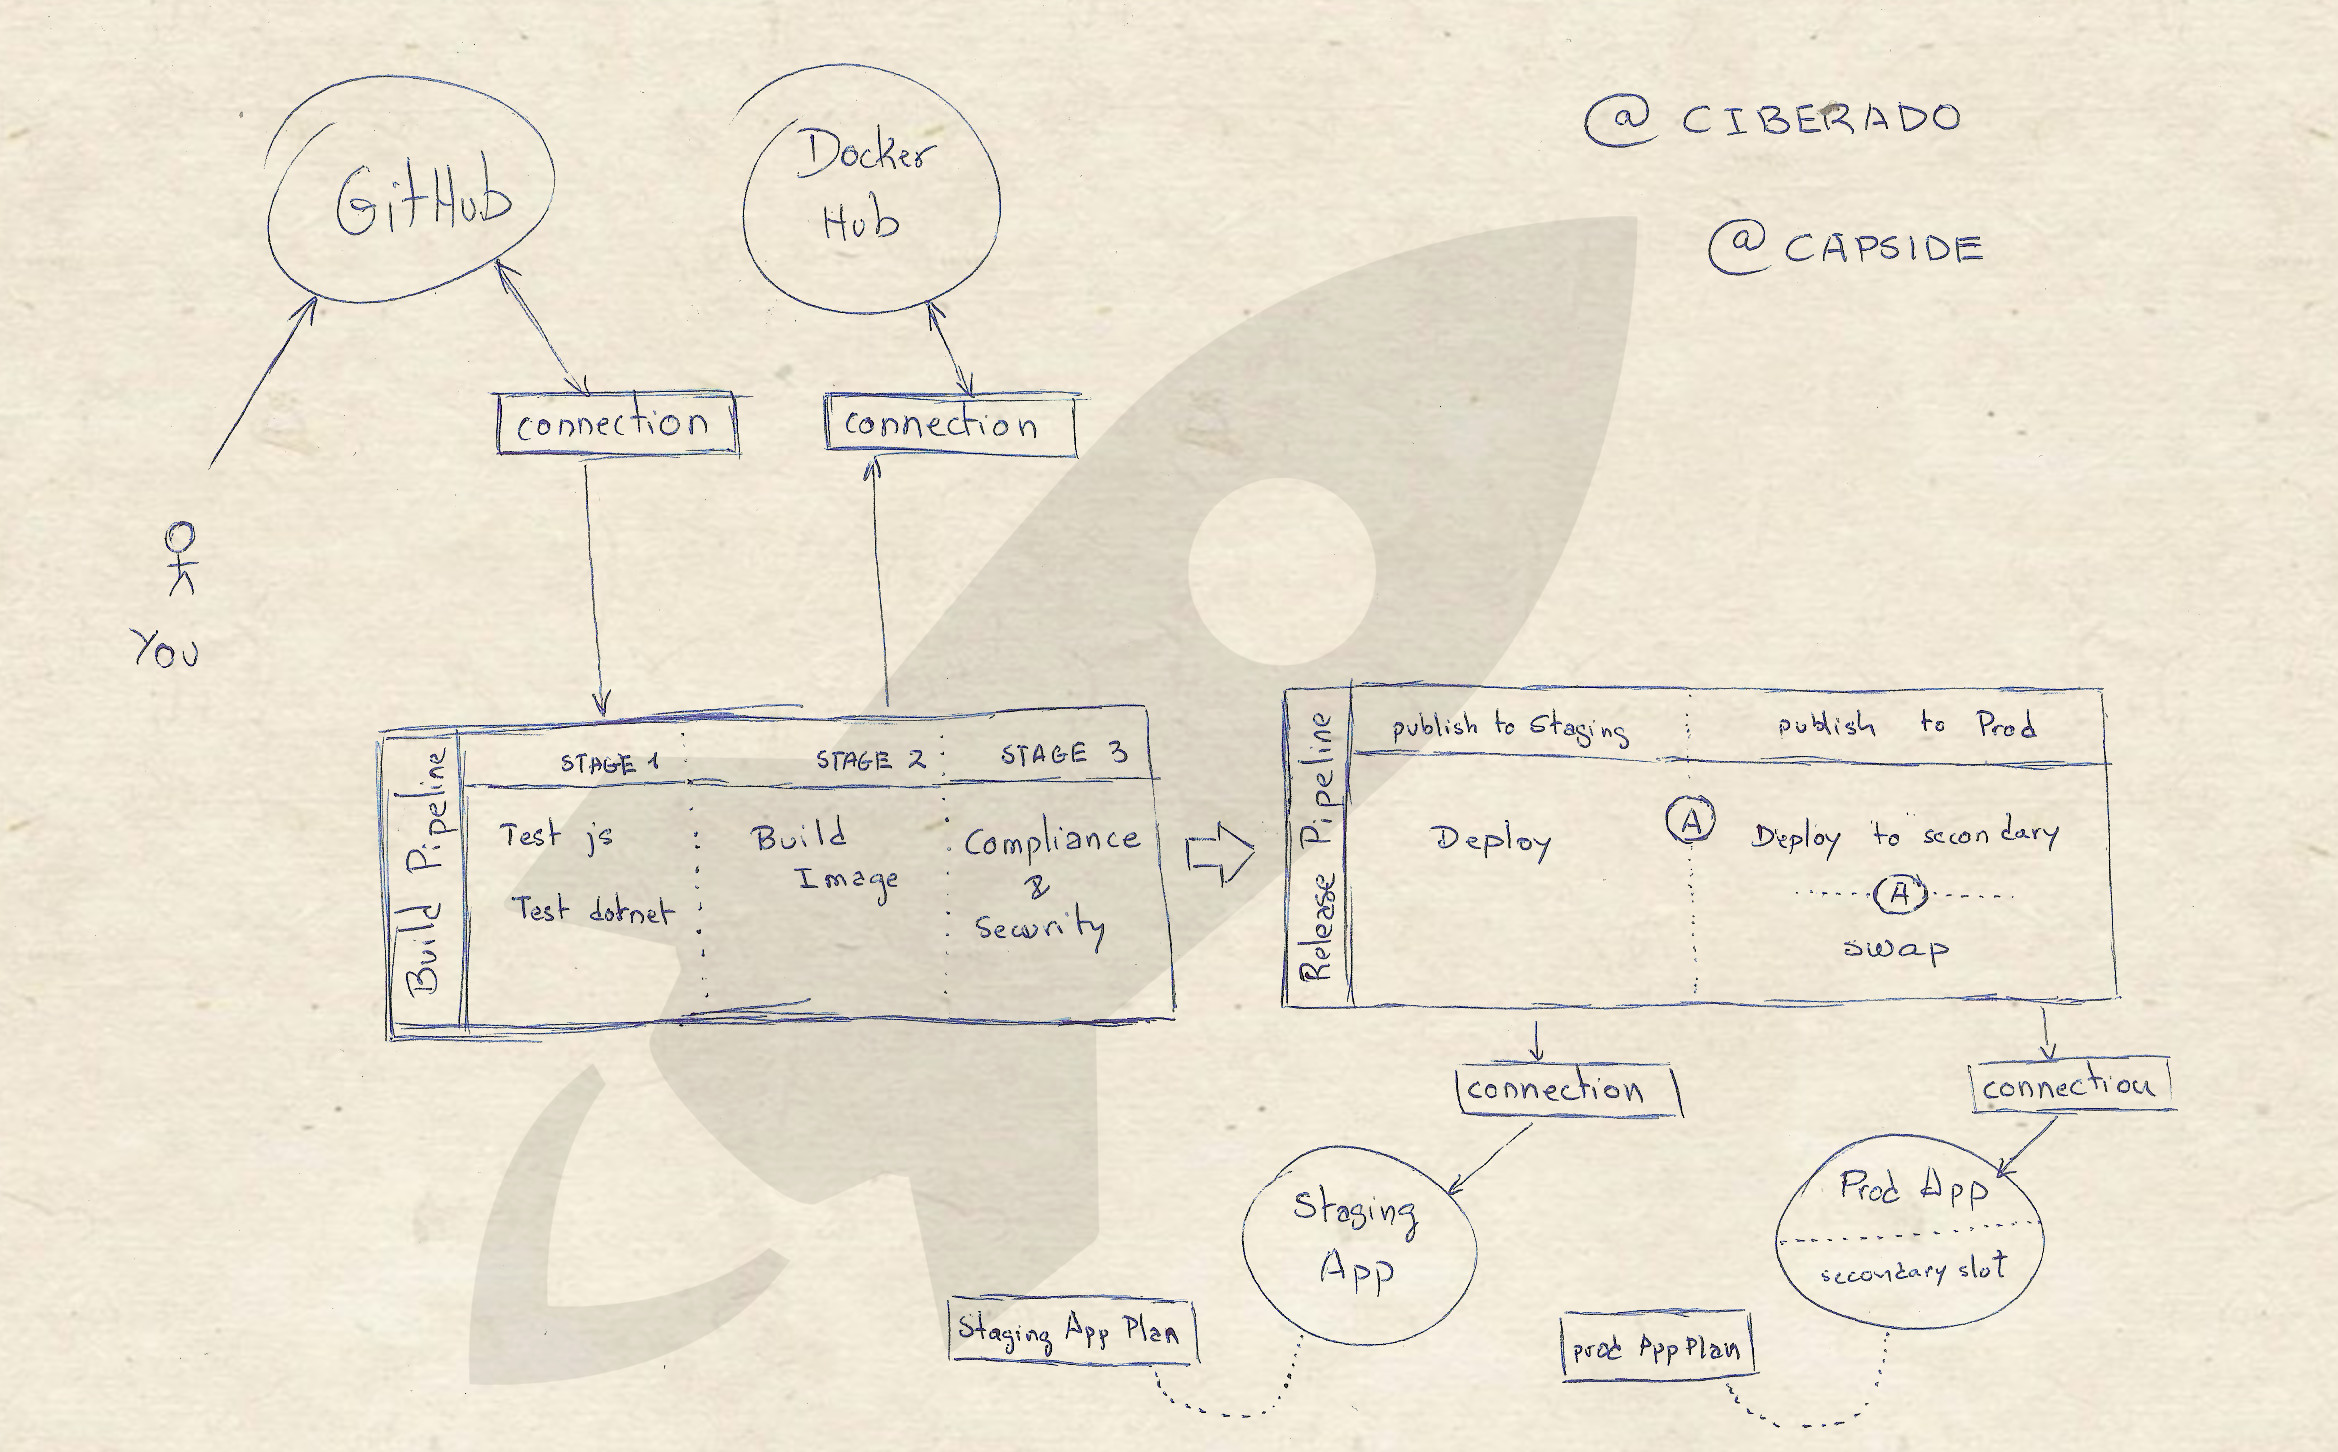 GitHub
Docker
Hub
@ CIBERADO
@ CAPSIDE
connection
connection
You
Build Pipeline
STAGE 1
STAGE 2
STAGE 3
Test js
Test dotnet
Build
Image
Compliance
&
Security
Release Pipeline
publish to Staging
publish to Prod
Deploy
A
Deploy to secondary
A
swap
connection
connection
Staging
App
Prod App
secondary slot
Staging App Plan
prod App Plan